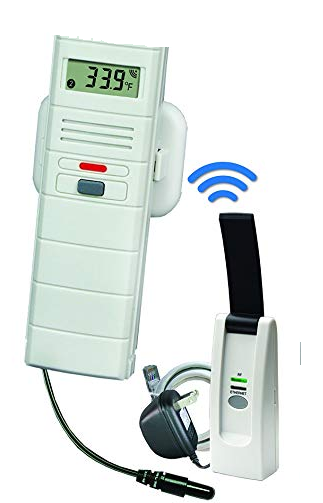 33.9°F
2
RF
ETHERNET